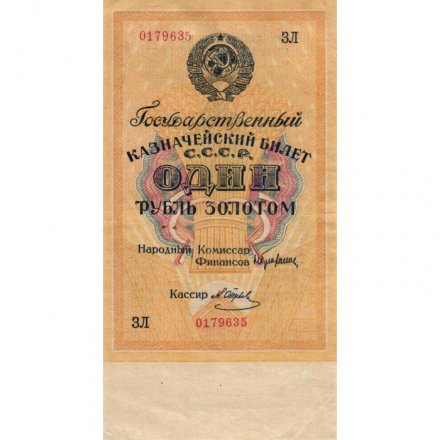 0179635 ЗЛ
Государственный
КАЗНАЧЕЙСКИЙ БИЛЕТ
С.С.С.Р.
ОДИН
РУБЛЬ ЗОЛОТОМ
Народный Комиссар
Финансов
Кассир
ЗЛ 0179635